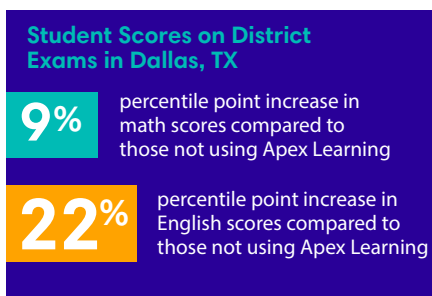 Student Scores on District
Exams in Dallas, TX
9%
percentile point increase in
math scores compared to
those not using Apex Learning
22%
percentile point increase in
English scores compared to
those not using Apex Learning